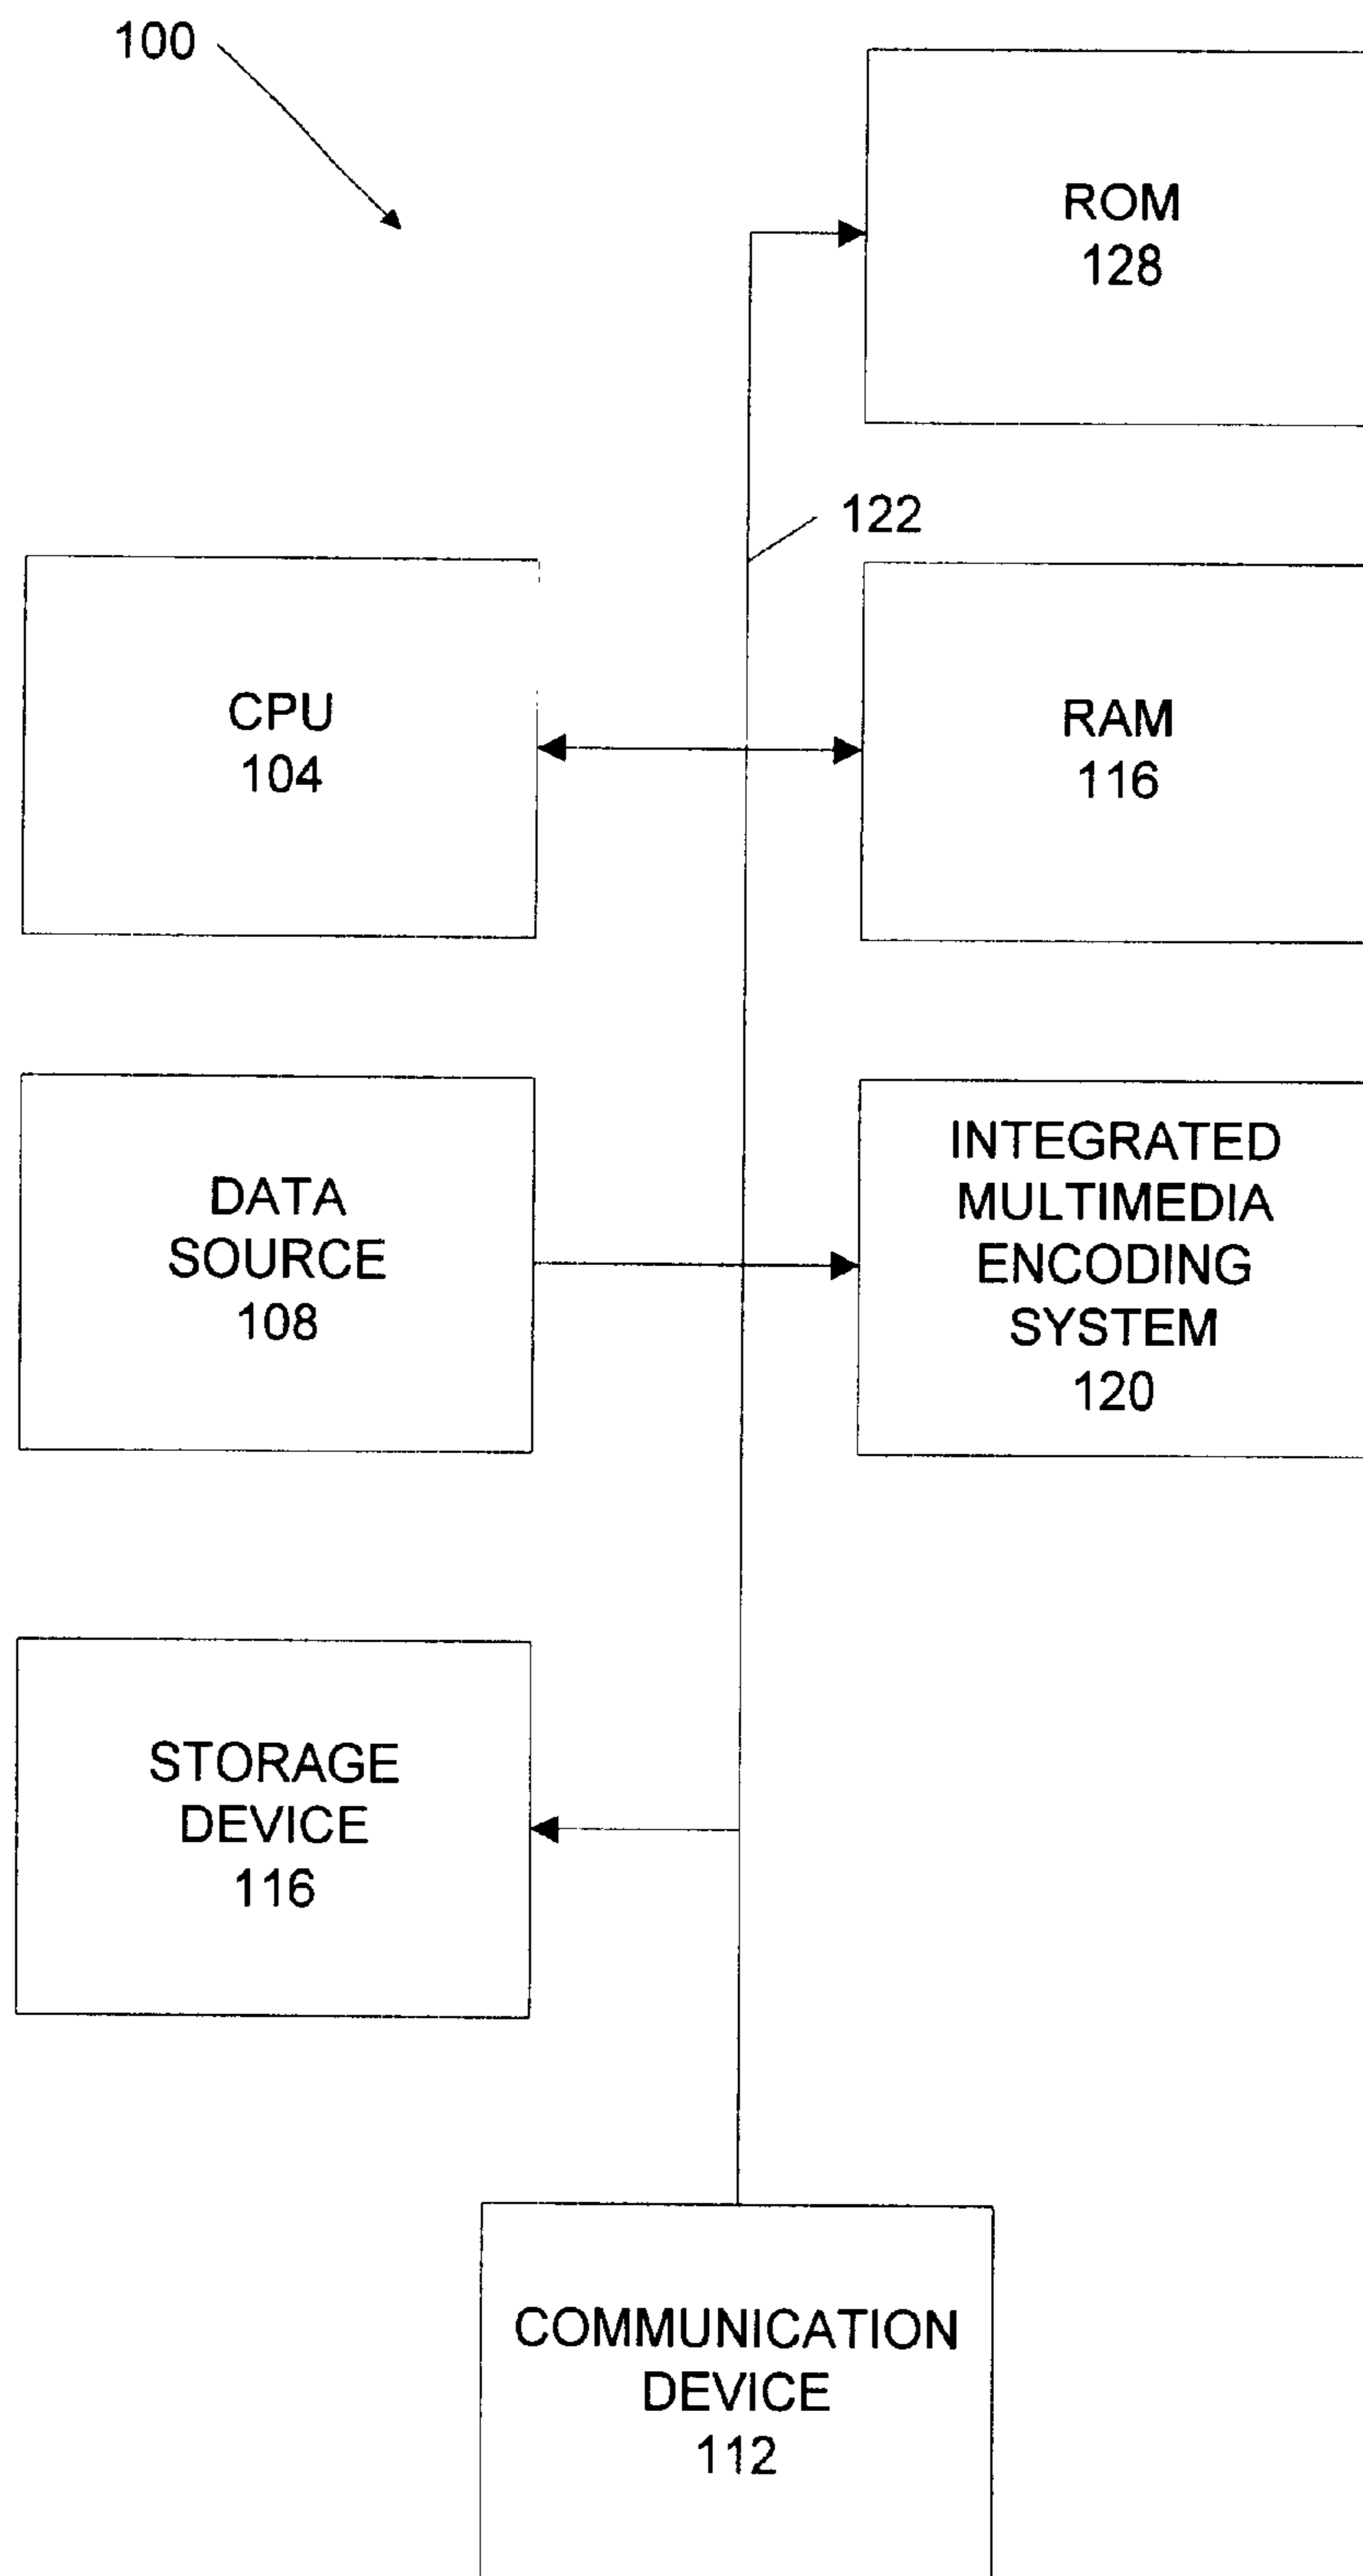 100
ROM
128
122
CPU
104
RAM
116
DATA
SOURCE
108
INTEGRATED
MULTIMEDIA
ENCODING
SYSTEM
120
STORAGE
DEVICE
116
COMMUNICATION
DEVICE
112